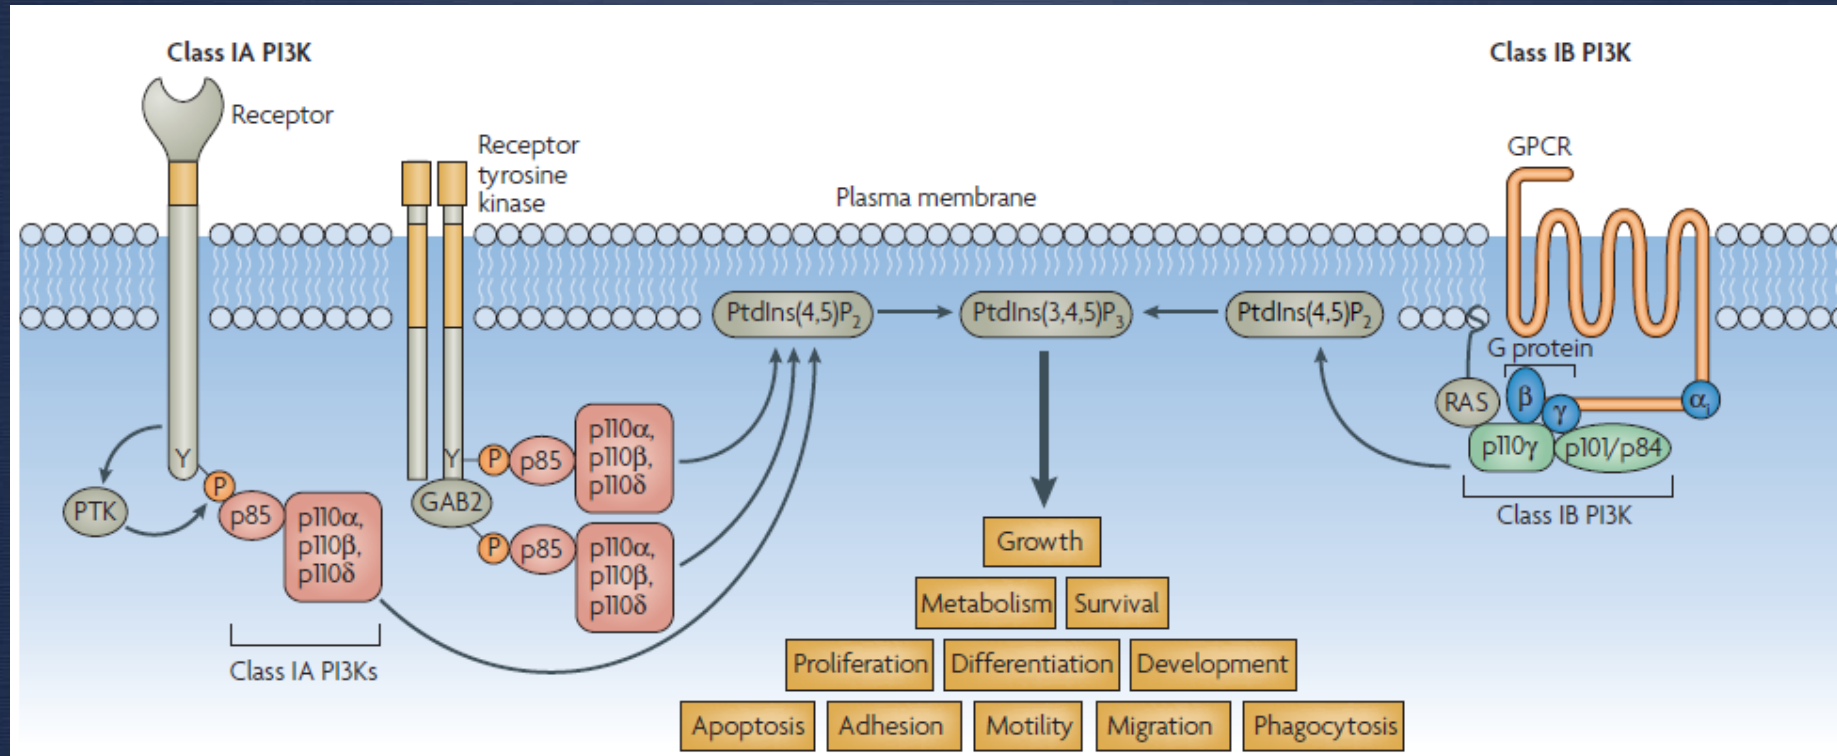 Class IA PI3K
Class IB PI3K
Receptor
Receptor
tyrosine
kinase
Plasma membrane
GPCR
PtdIns(4,5)P₂
PtdIns(3,4,5)P₃
PtdIns(4,5)P₂
G protein
RAS
β
γ
αᵢ
p110γ
p101/p84
Class IB PI3K
Y
P
PTK
p85
p110α,
p110β,
p110δ
Class IA PI3Ks
Y
P
p85
p110α,
p110β,
p110δ
GAB2
P
p85
p110α,
p110β,
p110δ
Growth
Metabolism
Survival
Proliferation
Differentiation
Development
Apoptosis
Adhesion
Motility
Migration
Phagocytosis